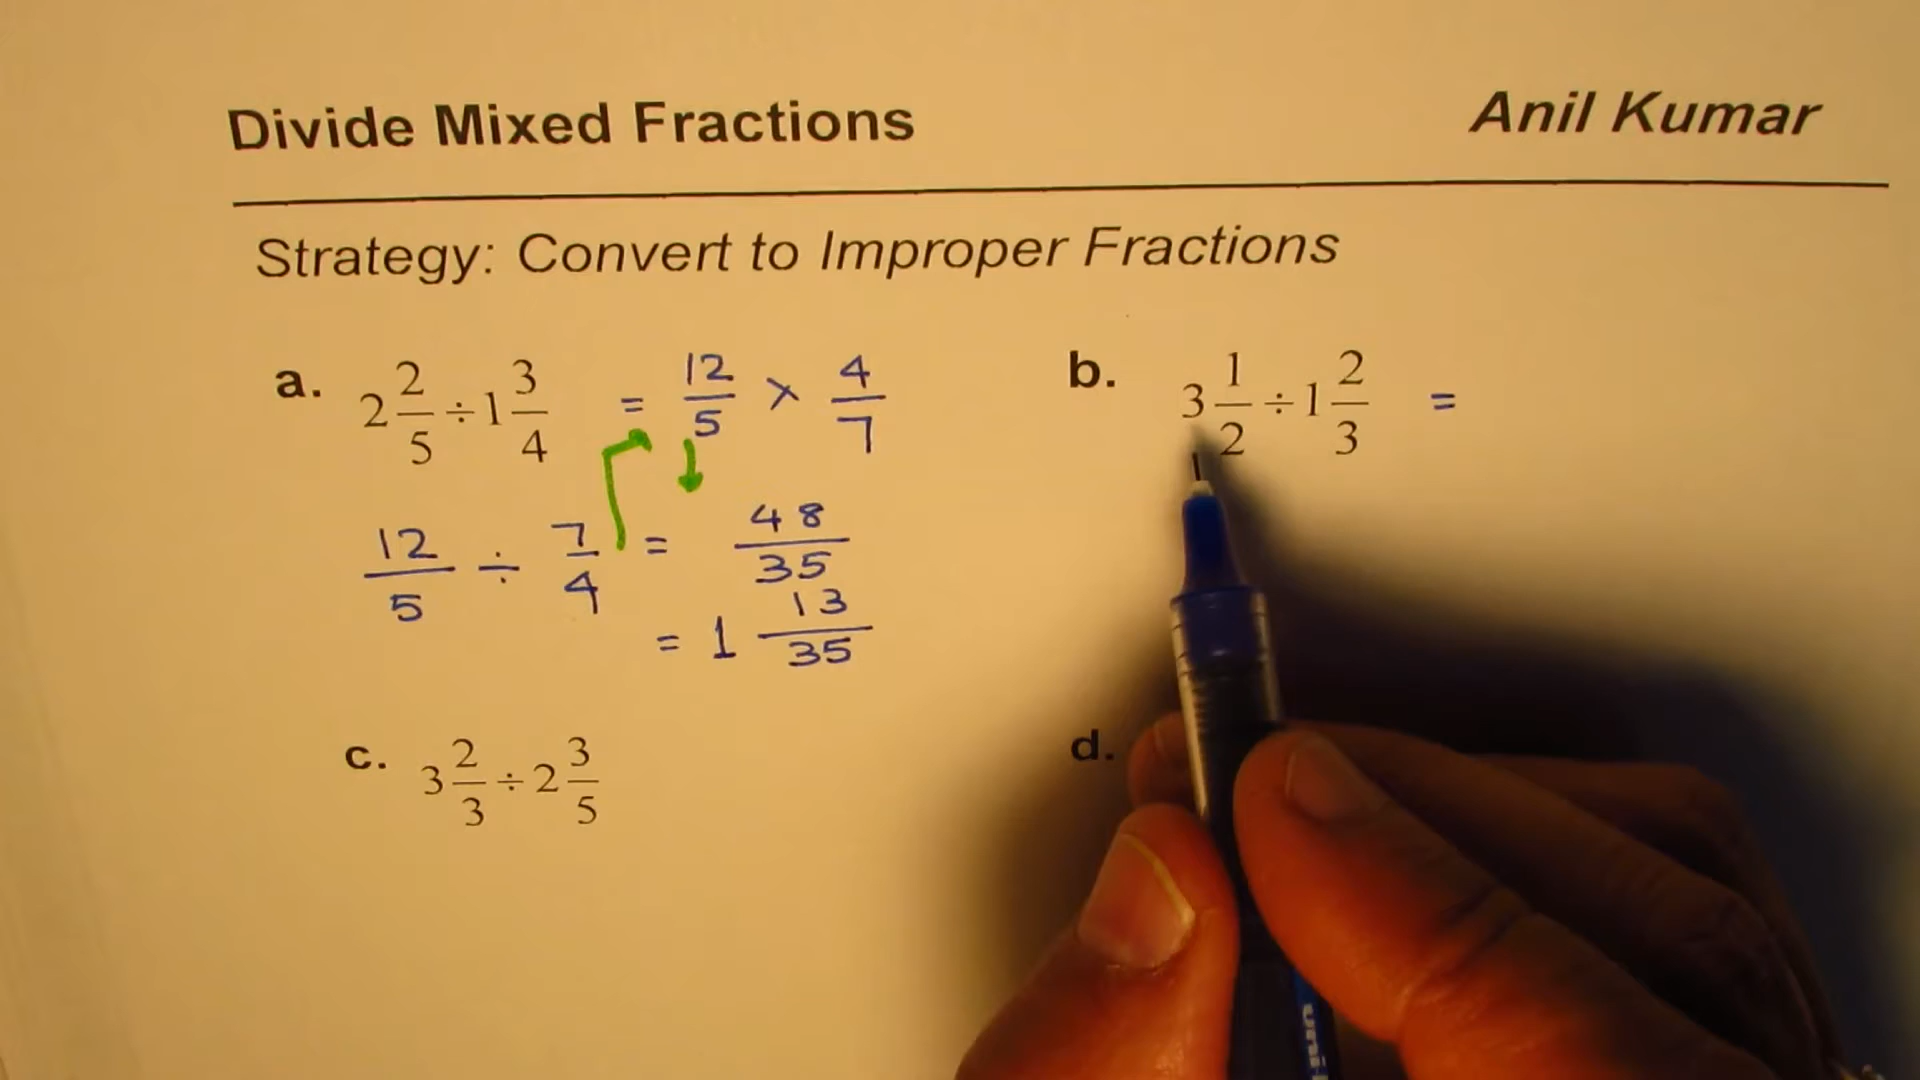 Divide Mixed Fractions
Anil Kumar
Strategy: Convert to Improper Fractions
a. 2 2/5 ÷ 1 3/4 = 12/5 × 4/7
12/5 ÷ 7/4 = 48/35
= 1 13/35
b. 3 1/2 ÷ 1 2/3 =
c. 3 2/3 ÷ 2 3/5
d.
uni